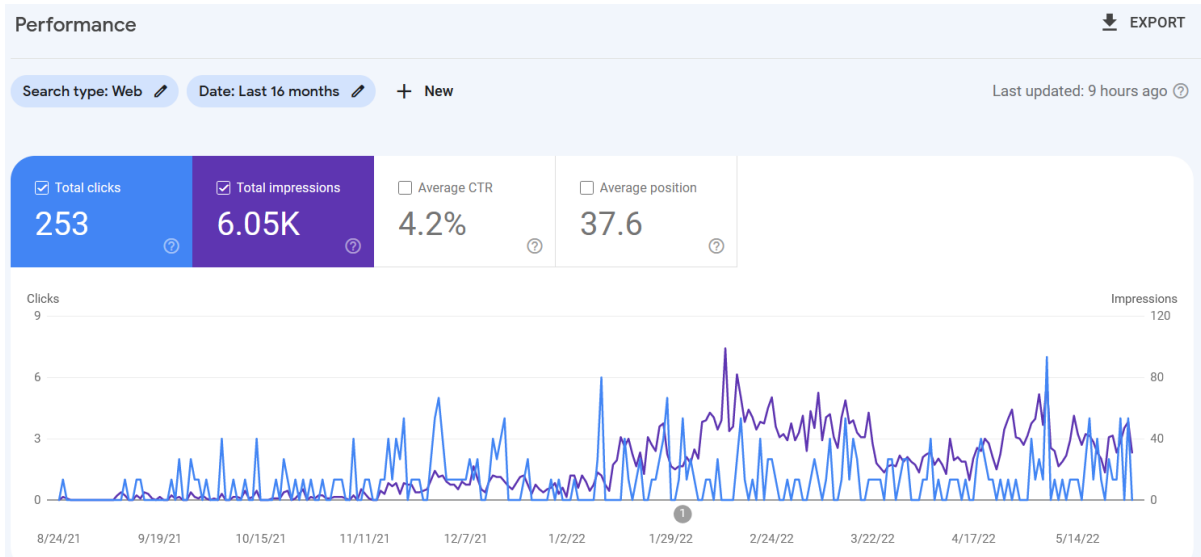 Performance
EXPORT
Search type: Web
Date: Last 16 months
+ New
Last updated: 9 hours ago
Total clicks
253
Total impressions
6.05K
Average CTR
4.2%
Average position
37.6
Clicks
Impressions
9
120
6
80
3
40
0
0
1
8/24/21 9/19/21 10/15/21 11/11/21 12/7/21 1/2/22 1/29/22 2/24/22 3/22/22 4/17/22 5/14/22